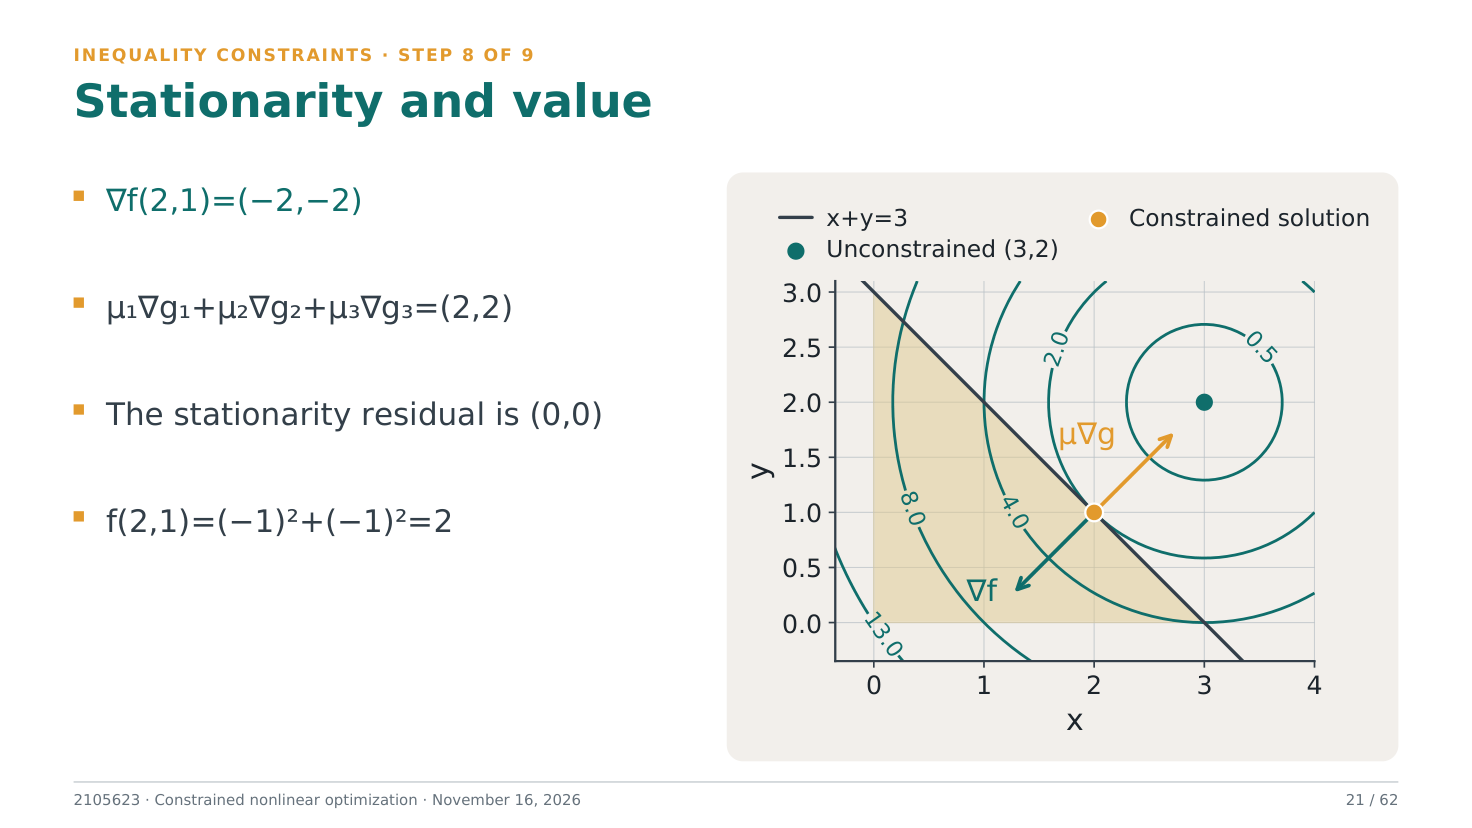 INEQUALITY CONSTRAINTS · STEP 8 OF 9
Stationarity and value
∇f(2,1)=(−2,−2)
μ₁∇g₁+μ₂∇g₂+μ₃∇g₃=(2,2)
The stationarity residual is (0,0)
f(2,1)=(−1)²+(−1)²=2
x+y=3
Constrained solution
Unconstrained (3,2)
3.0
2.5
2.0
1.5
1.0
0.5
0.0
y
0 1 2 3 4
x
2.0
0.5
8.0
4.0
13.0
μ∇g
∇f
2105623 · Constrained nonlinear optimization · November 16, 2026
21 / 62